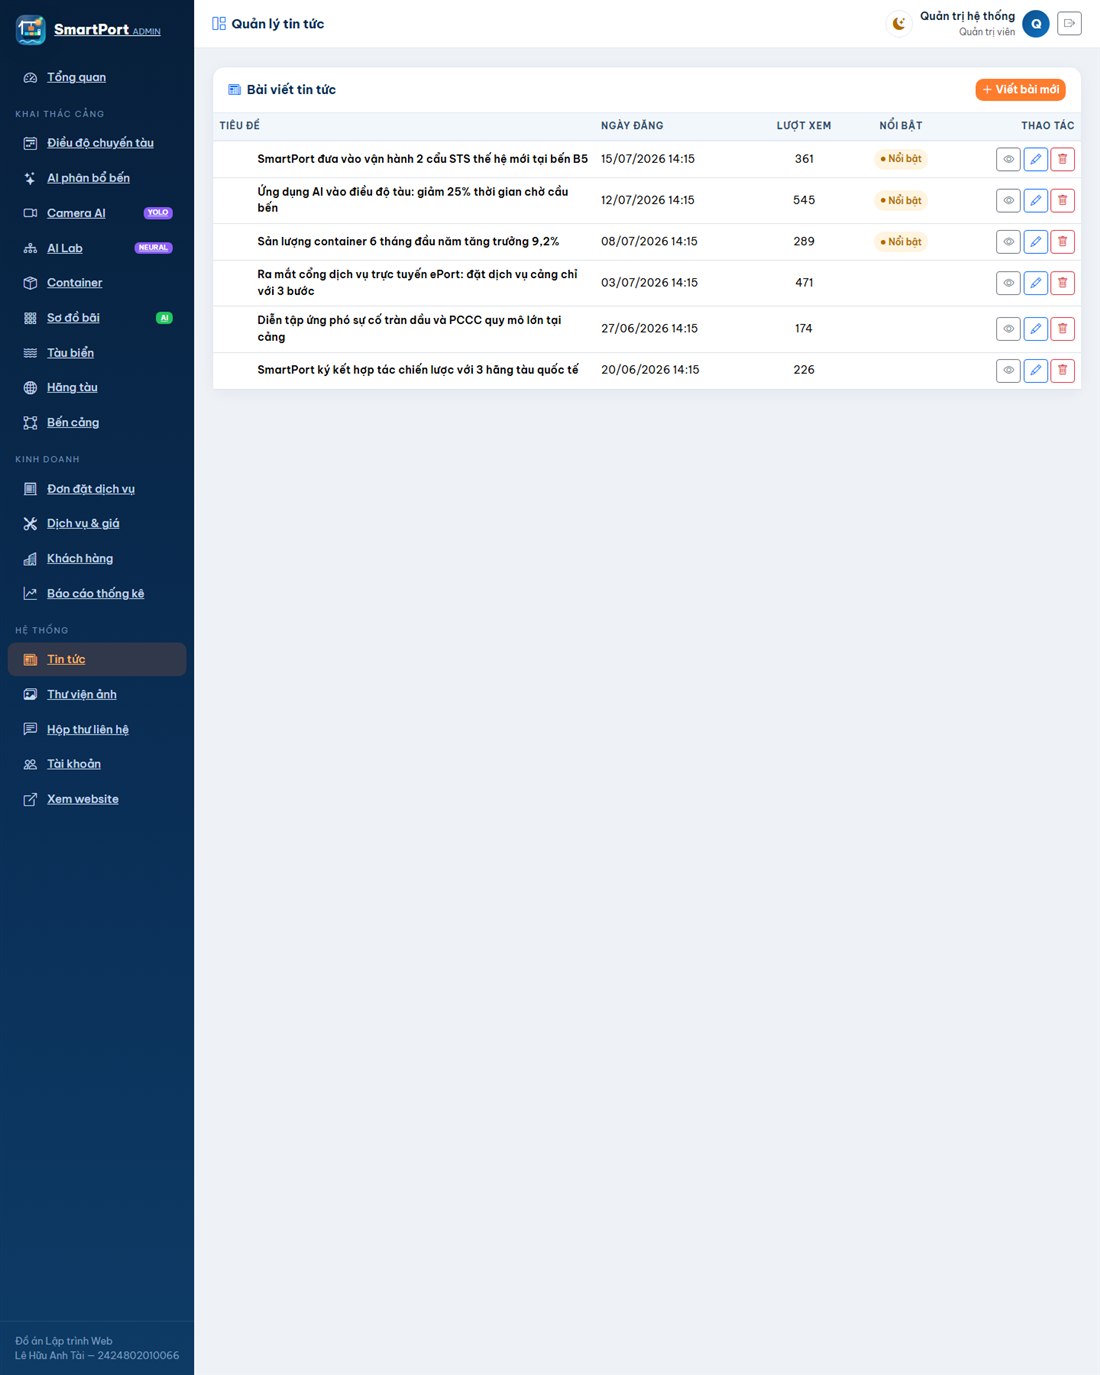 SmartPort ADMIN
Tổng quan
KHAI THÁC CẢNG
Điều độ chuyến tàu
AI phân bổ bến
Camera AI YOLO
AI Lab NEURAL
Container
Sơ đồ bãi AI
Tàu biển
Hãng tàu
Bến cảng
KINH DOANH
Đơn đặt dịch vụ
Dịch vụ & giá
Khách hàng
Báo cáo thống kê
HỆ THỐNG
Tin tức
Thư viện ảnh
Hộp thư liên hệ
Tài khoản
Xem website
Đồ án Lập trình Web
Lê Hữu Anh Tài — 2424802010066
Quản lý tin tức
Quản trị hệ thống
Quản trị viên
Q
Bài viết tin tức
+ Viết bài mới
TIÊU ĐỀ NGÀY ĐĂNG LƯỢT XEM NỔI BẬT THAO TÁC
SmartPort đưa vào vận hành 2 cẩu STS thế hệ mới tại bến B5 15/07/2026 14:15 361 Nổi bật
Ứng dụng AI vào điều độ tàu: giảm 25% thời gian chờ cầu
bến 12/07/2026 14:15 545 Nổi bật
Sản lượng container 6 tháng đầu năm tăng trưởng 9,2% 08/07/2026 14:15 289 Nổi bật
Ra mắt cổng dịch vụ trực tuyến ePort: đặt dịch vụ cảng chỉ
với 3 bước 03/07/2026 14:15 471
Diễn tập ứng phó sự cố tràn dầu và PCCC quy mô lớn tại
cảng 27/06/2026 14:15 174
SmartPort ký kết hợp tác chiến lược với 3 hãng tàu quốc tế 20/06/2026 14:15 226